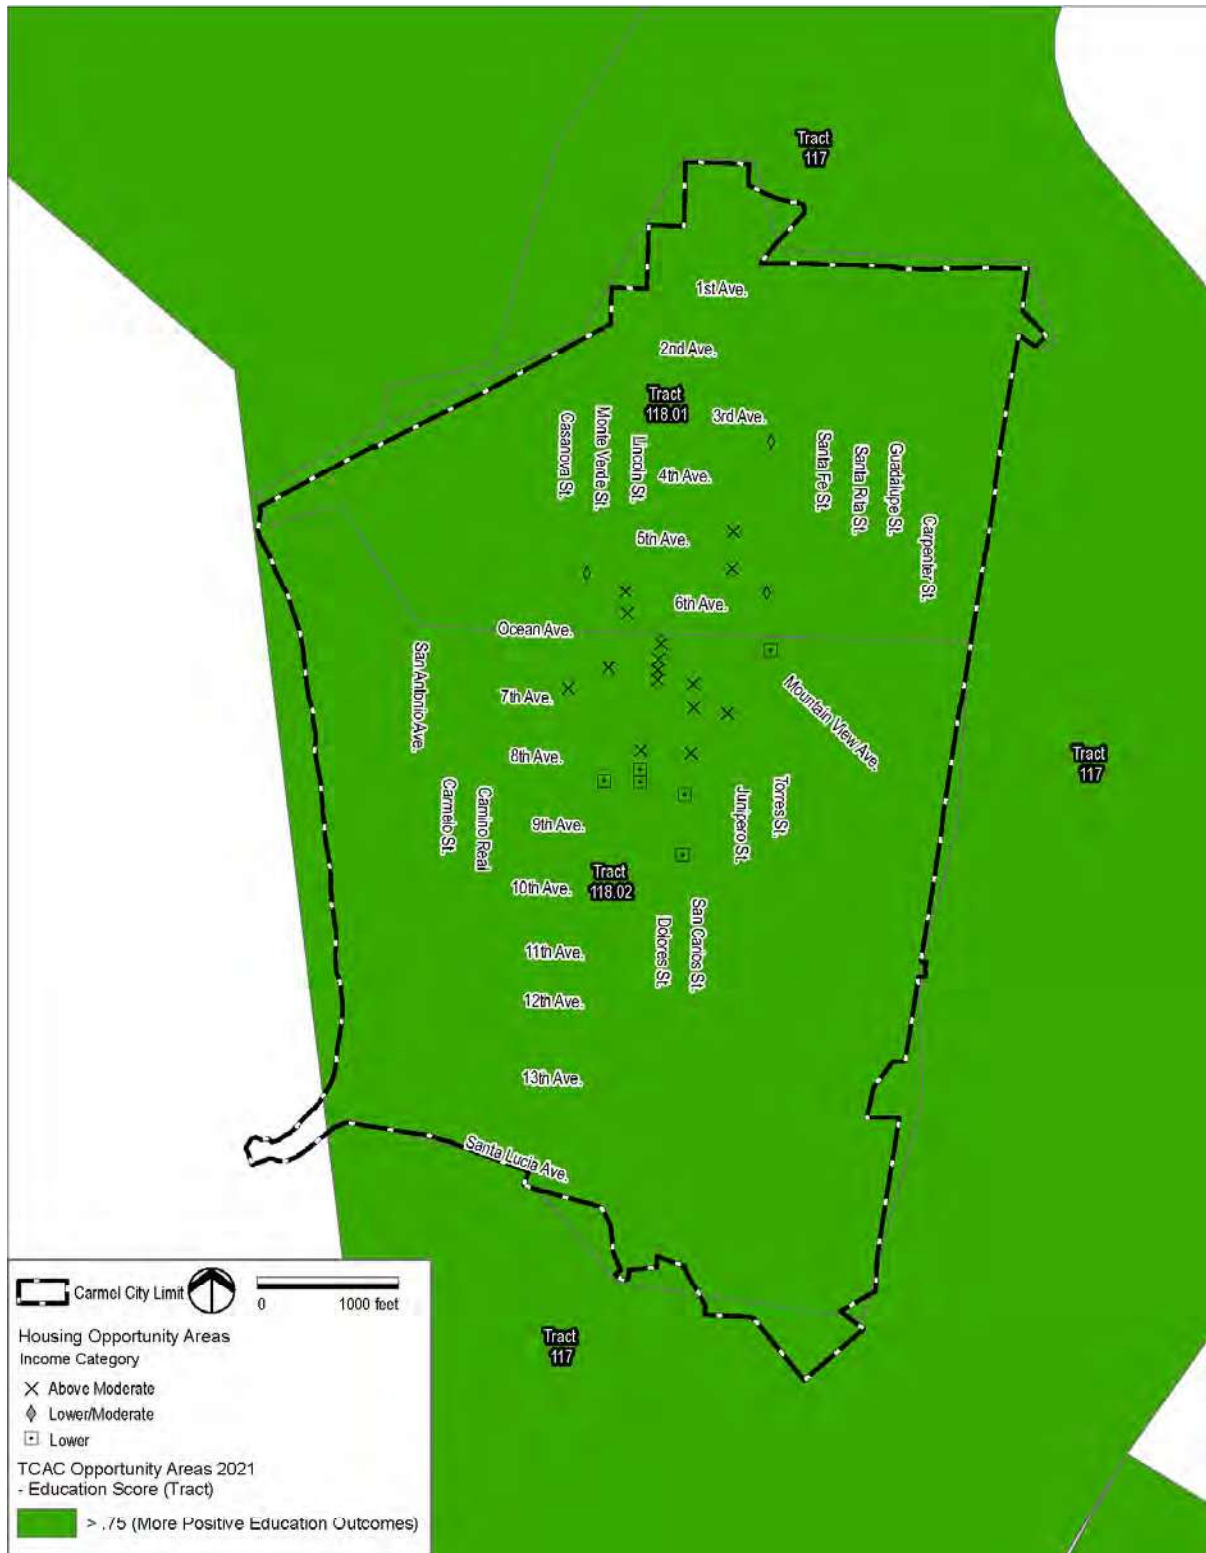 Tract
117
1st Ave.
2nd Ave.
Tract
118.01
3rd Ave.
Casanova St.
Monte Verde St.
Lincoln St.
4th Ave.
Santa Fe St.
Santa Rita St.
Guadalupe St.
Carpenter St.
5th Ave.
6th Ave.
Ocean Ave.
San Antonio Ave.
7th Ave.
Mountain View Ave.
8th Ave.
Tract
117
Carmelo St.
Camino Real
Junipero St.
Torres St.
9th Ave.
Tract
118.02
10th Ave.
Dolores St.
San Carlos St.
11th Ave.
12th Ave.
13th Ave.
Santa Lucia Ave.
Tract
117
Carmel City Limit
0 1000 feet
Housing Opportunity Areas
Income Category
Above Moderate
Lower/Moderate
Lower
TCAC Opportunity Areas 2021
- Education Score (Tract)
> .75 (More Positive Education Outcomes)